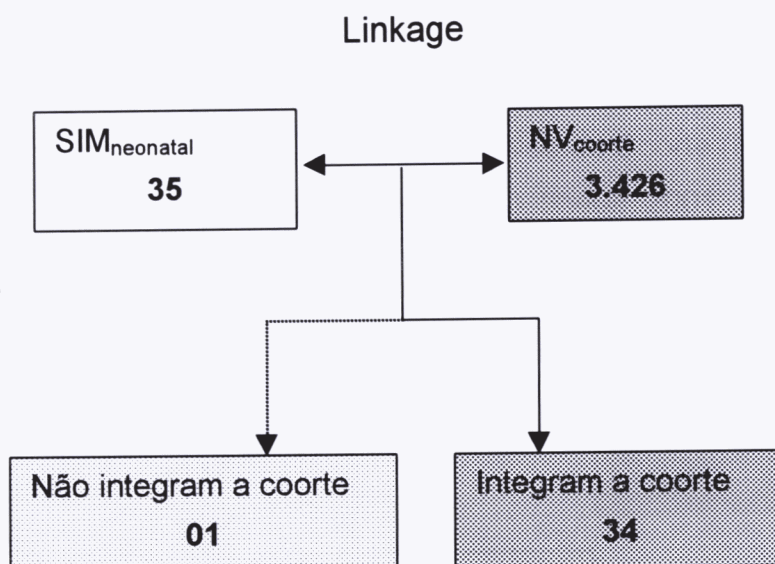 Linkage
SIMneonatal
35
NVcoorte
3.426
Não integram a coorte
01
Integram a coorte
34